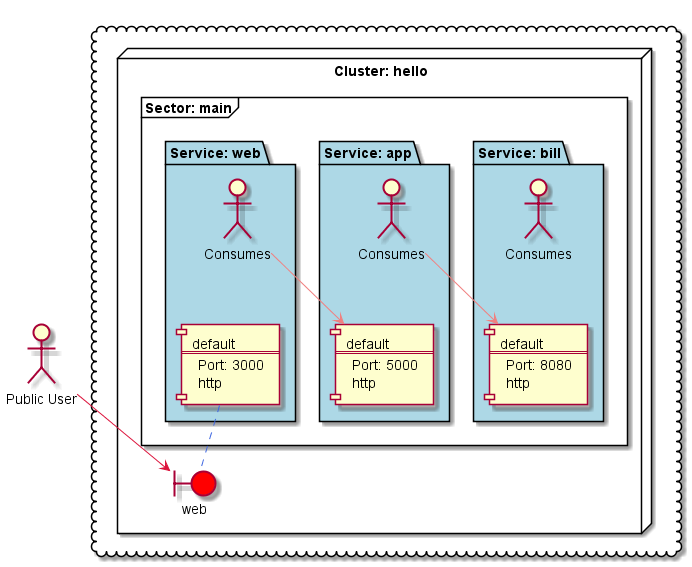 Cluster: hello
Sector: main
Service: web
Service: app
Service: bill
Consumes
Consumes
Consumes
default
Port: 3000
http
default
Port: 5000
http
default
Port: 8080
http
Public User
web